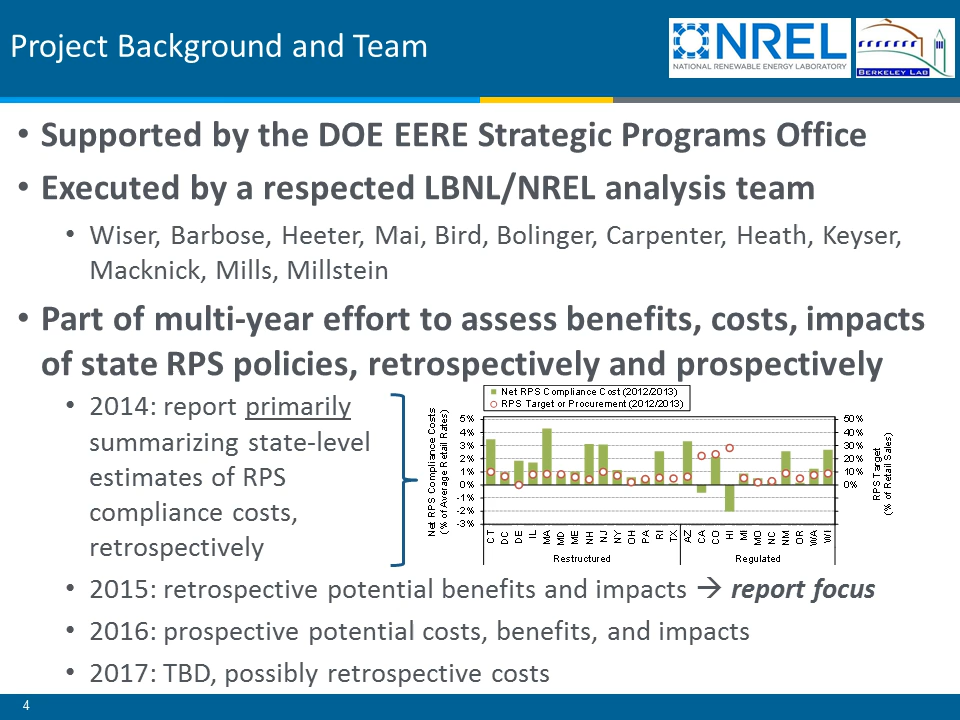 Project Background and Team
NREL
NATIONAL RENEWABLE ENERGY LABORATORY
BERKELEY LAB
• Supported by the DOE EERE Strategic Programs Office
• Executed by a respected LBNL/NREL analysis team
• Wiser, Barbose, Heeter, Mai, Bird, Bolinger, Carpenter, Heath, Keyser,
Macknick, Mills, Millstein
• Part of multi-year effort to assess benefits, costs, impacts
of state RPS policies, retrospectively and prospectively
• 2014: report primarily
summarizing state-level
estimates of RPS
compliance costs,
retrospectively
Net RPS Compliance Cost (2012/2013)
RPS Target or Procurement (2012/2013)
Net RPS Compliance Costs
(% of Average Retail Rates)
5%
4%
3%
2%
1%
0%
-1%
-2%
-3%
50%
40%
30%
20%
10%
0%
RPS Target
(% of Retail Sales)
CT DC DE IL MA MD ME NH NJ NY OH PA RI TX AZ CA CO HI MI MO NC NM OR WA WI
Restructured Regulated
• 2015: retrospective potential benefits and impacts → report focus
• 2016: prospective potential costs, benefits, and impacts
• 2017: TBD, possibly retrospective costs
4